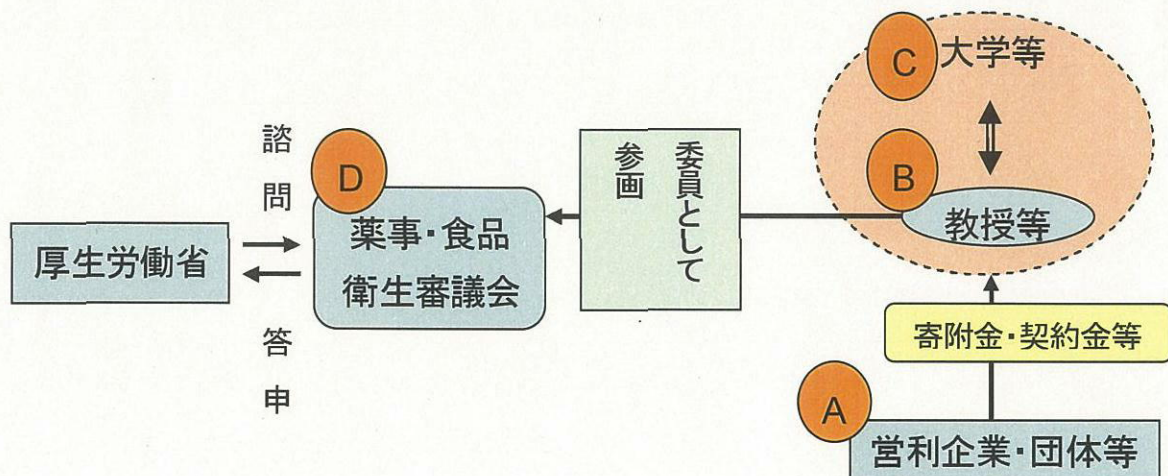 C
大学等
諮問
D
薬事・食品
衛生審議会
委員として
参画
B
教授等
厚生労働省
答申
寄附金・契約金等
A
営利企業・団体等